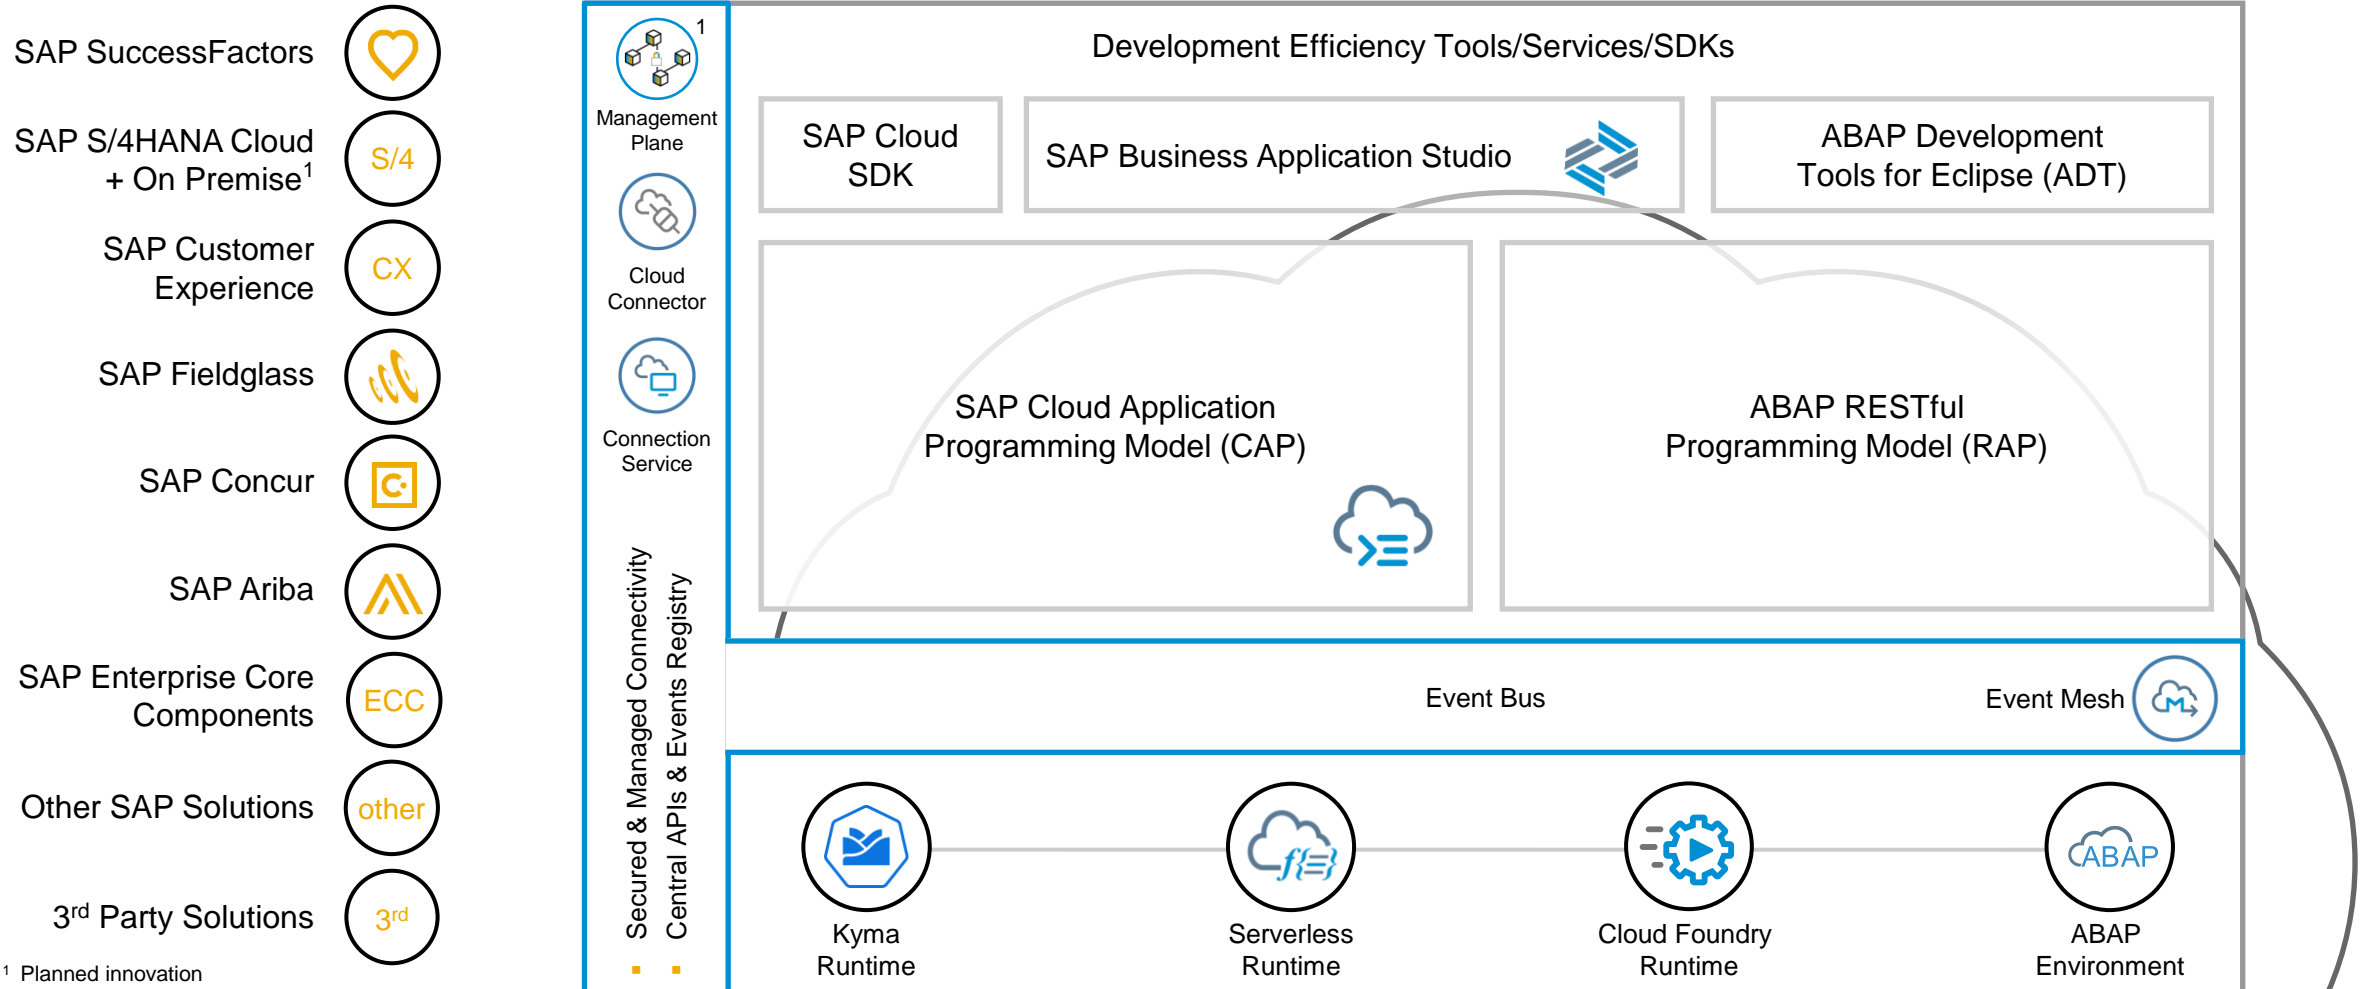 SAP SuccessFactors
SAP S/4HANA Cloud
+ On Premise1
S/4
SAP Customer
Experience
CX
SAP Fieldglass
SAP Concur
C
SAP Ariba
SAP Enterprise Core
Components
ECC
Other SAP Solutions
other
3rd Party Solutions
3rd
1 Planned innovation
1
Management
Plane
Cloud
Connector
Connection
Service
Secured & Managed Connectivity
Central APIs & Events Registry
Development Efficiency Tools/Services/SDKs
SAP Cloud
SDK
SAP Business Application Studio
ABAP Development
Tools for Eclipse (ADT)
SAP Cloud Application
Programming Model (CAP)
ABAP RESTful
Programming Model (RAP)
Event Bus
Event Mesh
M
Kyma
Runtime
f{=}
Serverless
Runtime
Cloud Foundry
Runtime
ABAP
ABAP
Environment